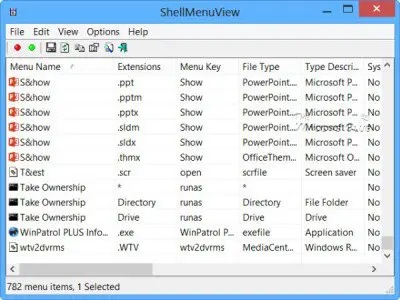 ShellMenuView
File Edit View Options Help
Menu Name / Extensions Menu Key File Type Type Descri... Sys
S&how .ppt Show PowerPoint.... Microsoft P... No
S&how .pptm Show PowerPoint.... Microsoft P... No
S&how .pptx Show PowerPoint.... Microsoft P... No
S&how .sldm Show PowerPoint.... Microsoft P... No
S&how .sldx Show PowerPoint.... Microsoft P... No
S&how .thmx Show OfficeThem... Microsoft O... No
T&est .scr open scrfile Screen saver No
Take Ownership * runas No
Take Ownership Directory runas Directory File Folder No
Take Ownership Drive runas Drive Drive No
WinPatrol PLUS Info... .exe WinPatrol P... exefile Application No
wtv2dvrms .WTV wtv2dvrms MediaCent... Windows R... No
782 menu items, 1 Selected